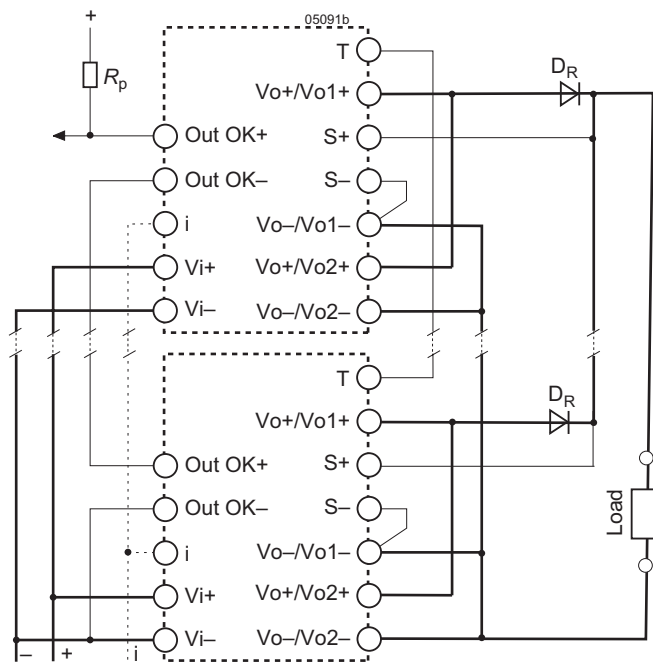 +
05091b
Rp
T
Vo+/Vo1+
DR
Out OK+
S+
Out OK–
S–
i
Vo–/Vo1–
Vi+
Vo+/Vo2+
Vi–
Vo–/Vo2–
T
Vo+/Vo1+
DR
Out OK+
S+
Out OK–
S–
Load
i
Vo–/Vo1–
Vi+
Vo+/Vo2+
Vi–
Vo–/Vo2–
– + i